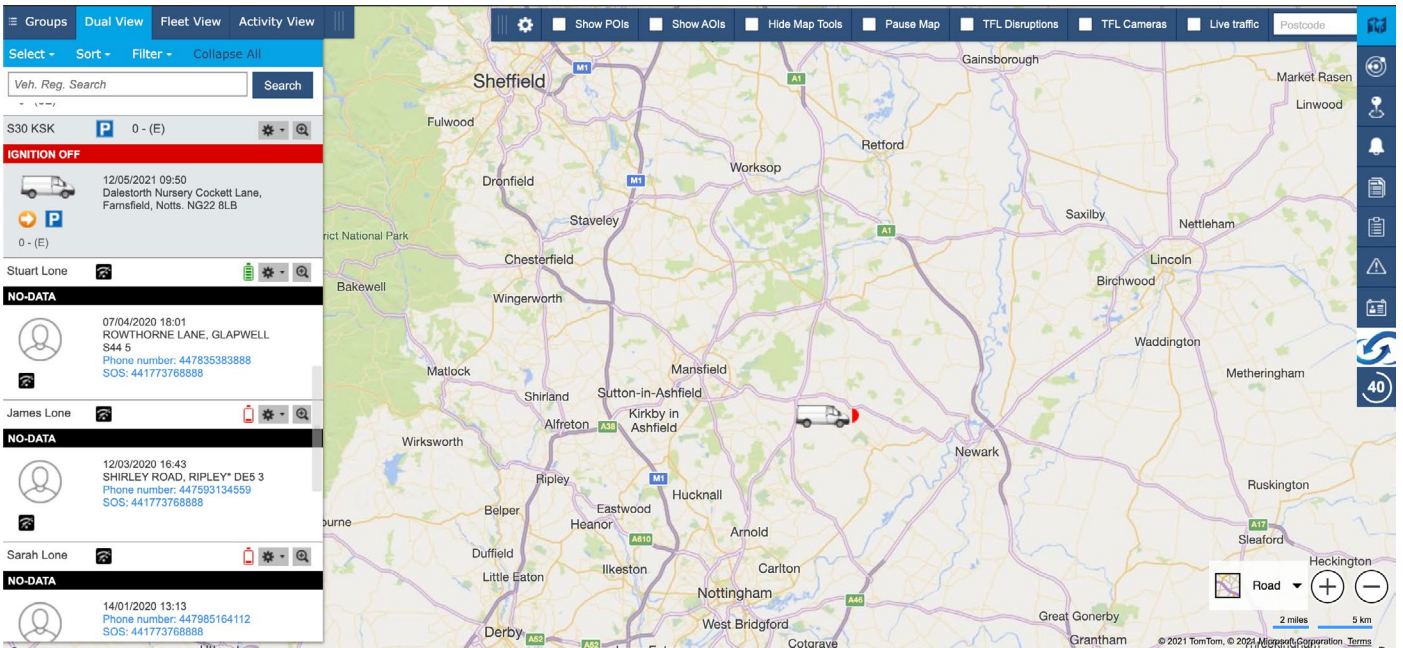 Groups
Dual View
Fleet View
Activity View
Select
Sort
Filter
Collapse All
Veh. Reg. Search
Search
S30 KSK
P
0 - (E)
IGNITION OFF
12/05/2021 09:50
Dalestorth Nursery Cockett Lane,
Farnsfield, Notts. NG22 8LB
P
0 - (E)
Stuart Lone
NO-DATA
07/04/2020 18:01
ROWTHORNE LANE, GLAPWELL
S44 5
Phone number: 447835383888
SOS: 441773768888
James Lone
NO-DATA
12/03/2020 16:43
SHIRLEY ROAD, RIPLEY* DE5 3
Phone number: 447593134559
SOS: 441773768888
Sarah Lone
NO-DATA
14/01/2020 13:13
Phone number: 447985164112
SOS: 441773768888
Show POIs
Show AOIs
Hide Map Tools
Pause Map
TFL Disruptions
TFL Cameras
Live traffic
Postcode
40
Gainsborough
Sheffield
M1
A1
Market Rasen
Linwood
Fulwood
Retford
Worksop
Dronfield
M1
Staveley
Saxilby
Nettleham
A1
rict National Park
Chesterfield
Lincoln
Bakewell
Birchwood
Wingerworth
Waddington
Matlock
Mansfield
Metheringham
Shirland
Sutton-in-Ashfield
Kirkby in
Ashfield
Alfreton
A38
Wirksworth
Newark
Ripley
M1
Hucknall
Ruskington
Belper
Eastwood
Heanor
ourne
Arnold
A17
Sleaford
A610
Duffield
Ilkeston
Carlton
Heckington
Little Eaton
Nottingham
A46
West Bridgford
Great Gonerby
Derby
A52
A52
Cotgrave
Grantham
Road
2 miles
5 km
© 2021 TomTom, © 2021 Microsoft Corporation Terms